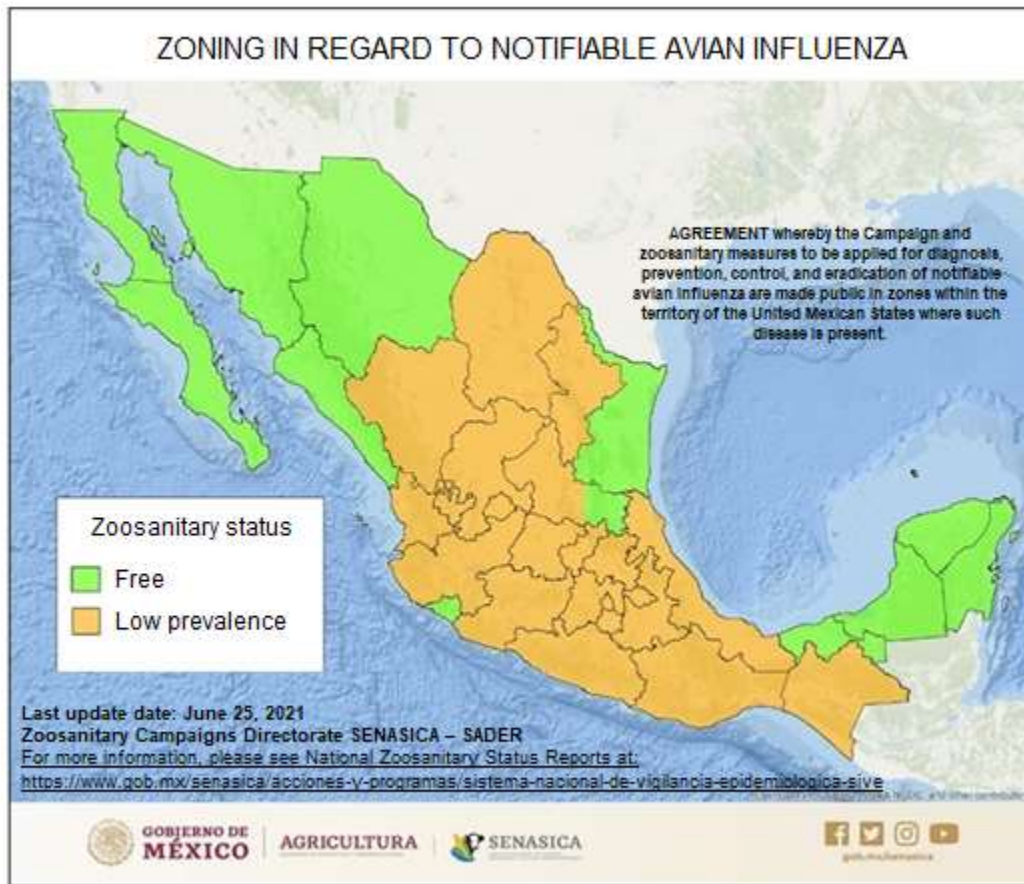 ZONING IN REGARD TO NOTIFIABLE AVIAN INFLUENZA
AGREEMENT whereby the Campaign and
zoosanitary measures to be applied for diagnosis,
prevention, control, and eradication of notifiable
avian influenza are made public in zones within the
territory of the United Mexican States where such
disease is present.
Zoosanitary status
Free
Low prevalence
Last update date: June 25, 2021
Zoosanitary Campaigns Directorate SENASICA – SADER
For more information, please see National Zoosanitary Status Reports at:
https://www.gob.mx/senasica/acciones-y-programas/sistema-nacional-de-vigilancia-epidemiologica-sive
GOBIERNO DE
MÉXICO
AGRICULTURA
SENASICA
gob.mx/senasica